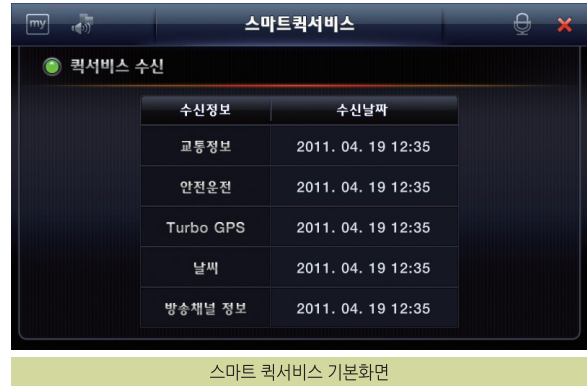 my
스마트퀵서비스
퀵서비스 수신
수신정보 수신날짜
교통정보 2011. 04. 19 12:35
안전운전 2011. 04. 19 12:35
Turbo GPS 2011. 04. 19 12:35
날씨 2011. 04. 19 12:35
방송채널 정보 2011. 04. 19 12:35
스마트 퀵서비스 기본화면